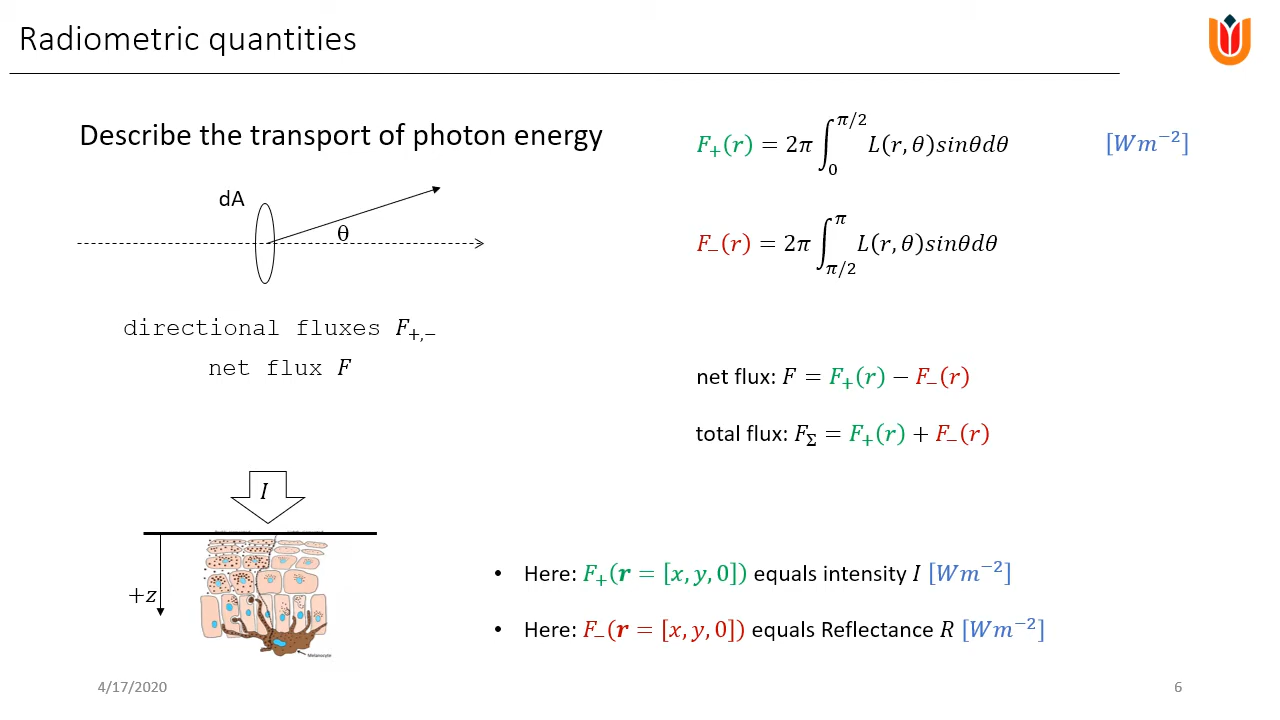 Radiometric quantities
Describe the transport of photon energy
dA
θ
directional fluxes F₊,₋
net flux F
F₊(r) = 2π ∫₀^{π/2} L(r, θ)sinθdθ [Wm⁻²]
F₋(r) = 2π ∫_{π/2}^{π} L(r, θ)sinθdθ
net flux: F = F₊(r) − F₋(r)
total flux: F_Σ = F₊(r) + F₋(r)
I
+z
Melanocyte
• Here: F₊(r = [x, y, 0]) equals intensity I [Wm⁻²]
• Here: F₋(r = [x, y, 0]) equals Reflectance R [Wm⁻²]
4/17/2020
6